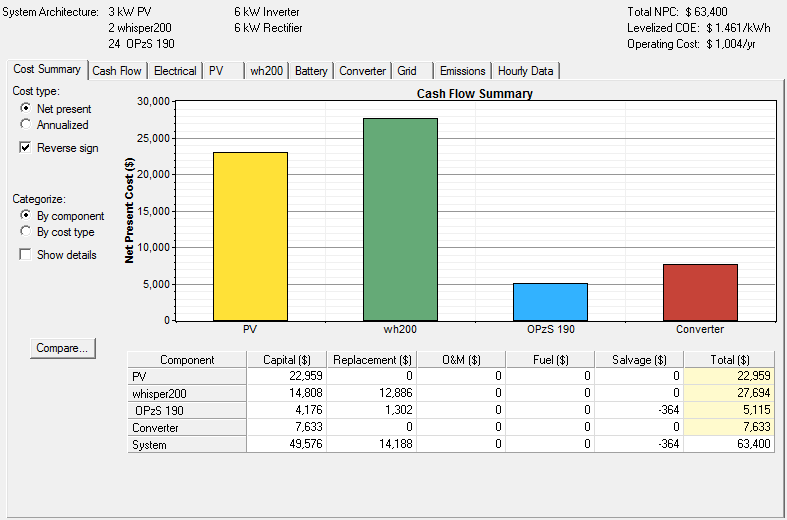 System Architecture: 3 kW PV 6 kW Inverter Total NPC: $ 63,400
2 whisper200 6 kW Rectifier Levelized COE: $ 1.461/kWh
24 OPzS 190 Operating Cost: $ 1,004/yr
Cost Summary Cash Flow Electrical PV wh200 Battery Converter Grid Emissions Hourly Data
Cost type:
Net present
Annualized
Reverse sign
Categorize:
By component
By cost type
Show details
Compare...
Cash Flow Summary
Net Present Cost ($)
30,000
25,000
20,000
15,000
10,000
5,000
0
PV wh200 OPzS 190 Converter
Component Capital ($) Replacement ($) O&M ($) Fuel ($) Salvage ($) Total ($)
PV 22,959 0 0 0 0 22,959
whisper200 14,808 12,886 0 0 0 27,694
OPzS 190 4,176 1,302 0 0 -364 5,115
Converter 7,633 0 0 0 0 7,633
System 49,576 14,188 0 0 -364 63,400